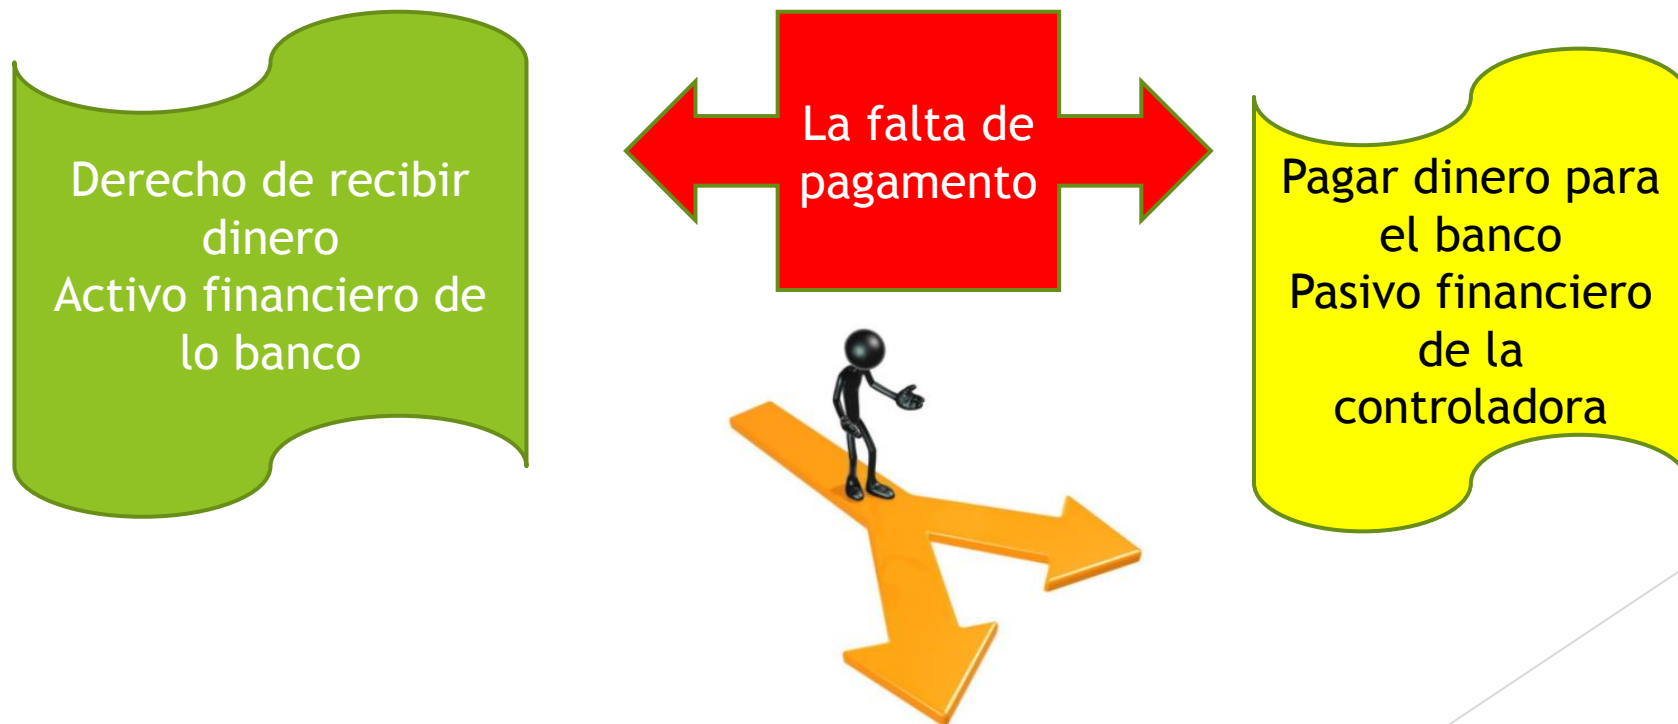 Derecho de recibir
dinero
Activo financiero de
lo banco
La falta de
pagamento
Pagar dinero para
el banco
Pasivo financiero
de la
controladora